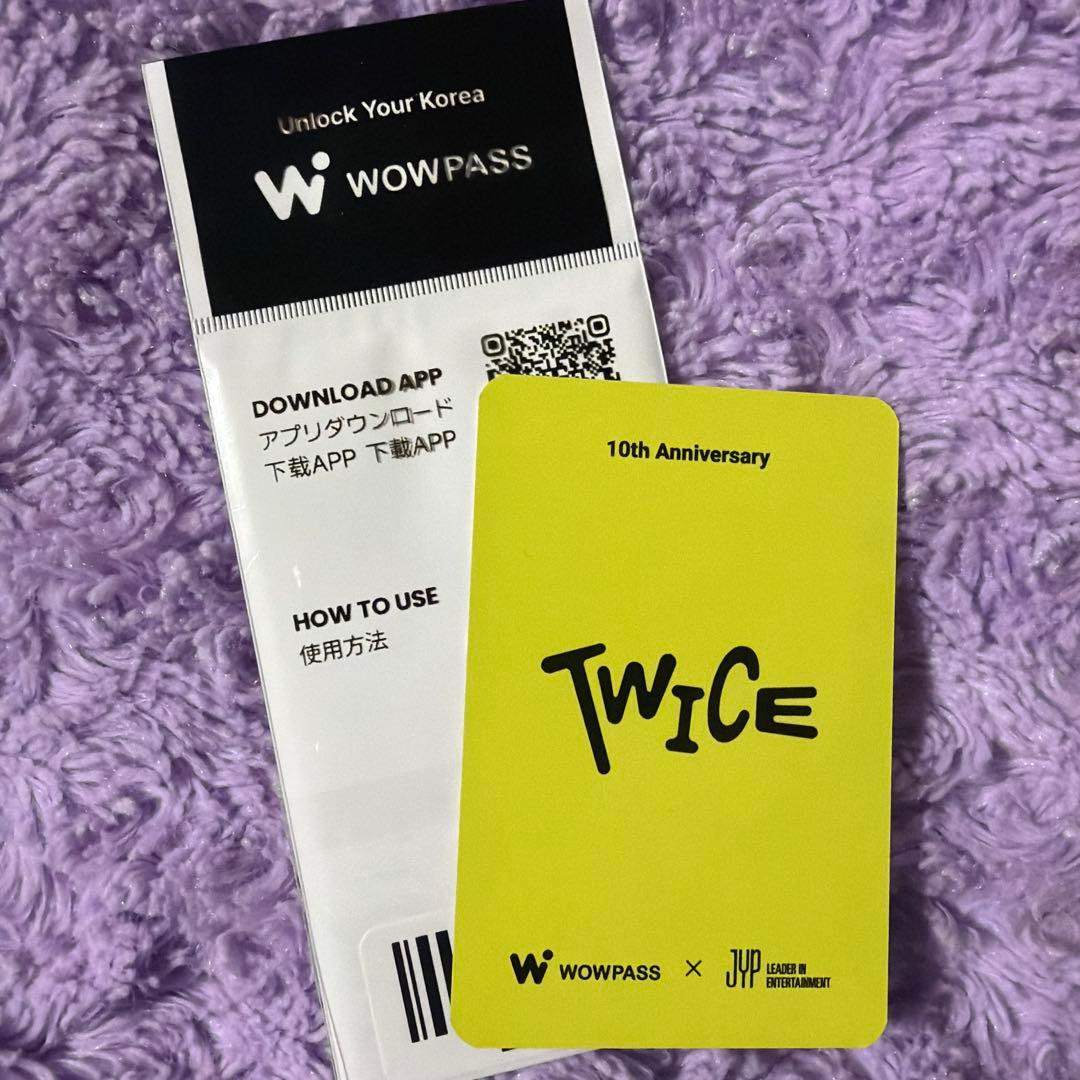 Unlock Your Korea
WOWPASS
DOWNLOAD APP
アプリダウンロード
下载APP 下載APP
HOW TO USE
使用方法
10th Anniversary
TWICE
WOWPASS × JYP LEADER IN
ENTERTAINMENT